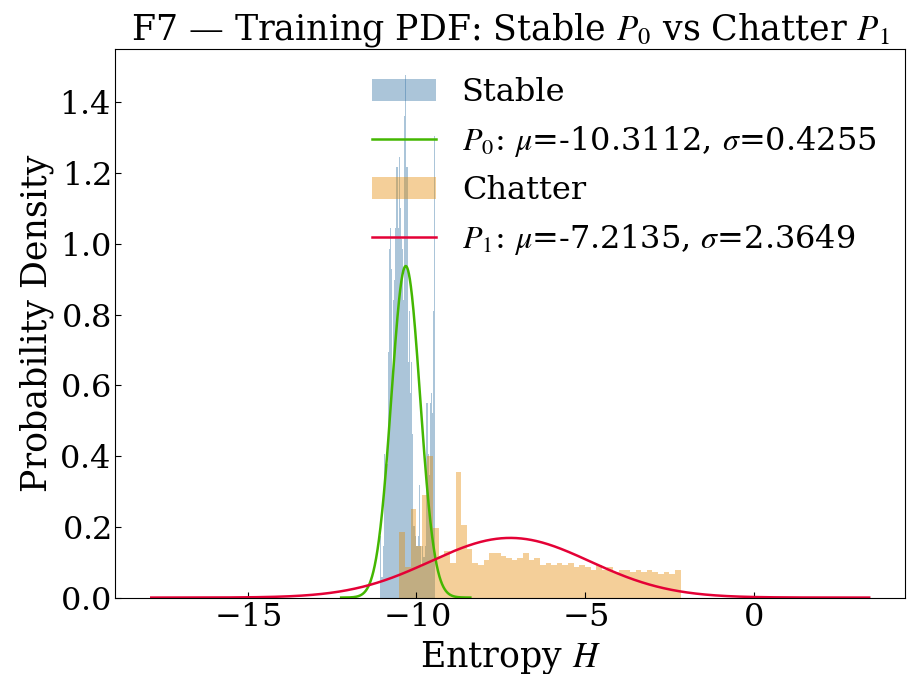 F7 — Training PDF: Stable P₀ vs Chatter P₁
Stable
P₀: μ=-10.3112, σ=0.4255
Chatter
P₁: μ=-7.2135, σ=2.3649
Probability Density
1.4
1.2
1.0
0.8
0.6
0.4
0.2
0.0
−15
−10
−5
0
Entropy H